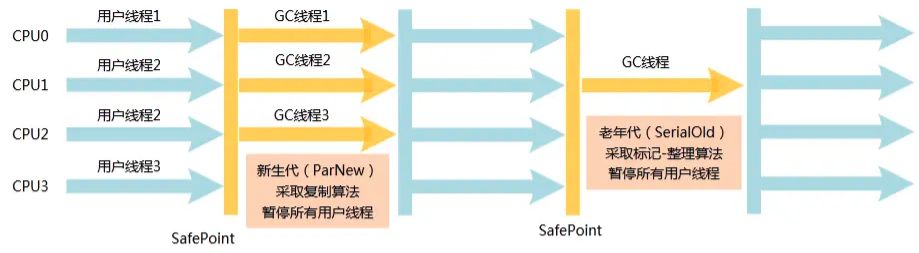 CPU0
用户线程1
GC线程1
CPU1
用户线程2
GC线程2
GC线程
CPU2
用户线程2
GC线程3
CPU3
用户线程3
新生代（ParNew）
采取复制算法
暂停所有用户线程
老年代（SerialOld）
采取标记-整理算法
暂停所有用户线程
SafePoint
SafePoint